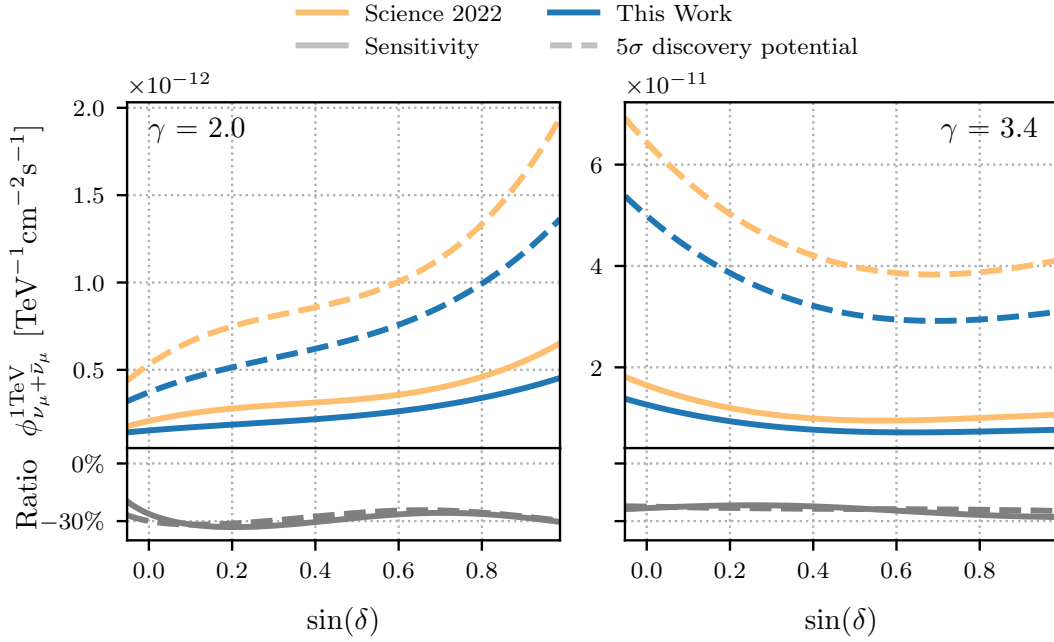 Science 2022
This Work
Sensitivity
5σ discovery potential
×10⁻¹²
×10⁻¹¹
γ = 2.0
γ = 3.4
ϕ^{1TeV}_{ν_μ+ν̄_μ} [TeV⁻¹cm⁻²s⁻¹]
2.0
1.5
1.0
0.5
6
4
2
Ratio
0%
−30%
0.0 0.2 0.4 0.6 0.8
0.0 0.2 0.4 0.6 0.8
sin(δ)
sin(δ)